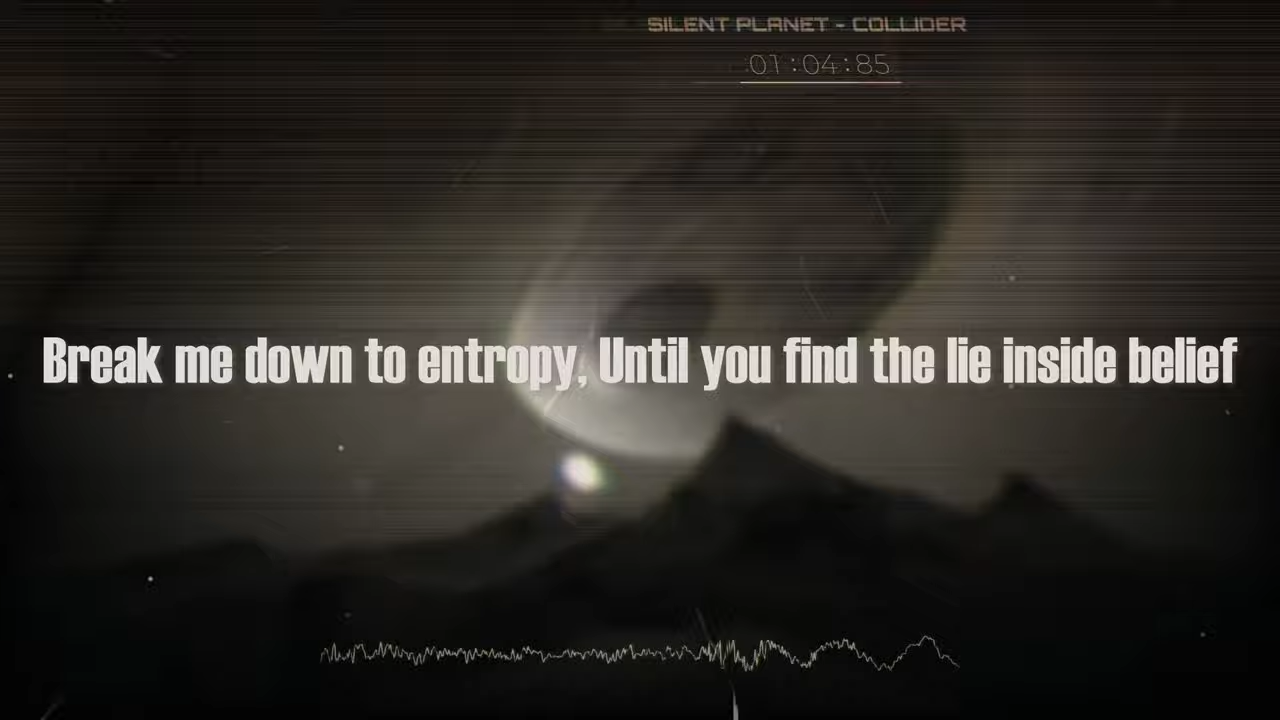 SILENT PLANET - COLLIDER
01:04:85
Break me down to entropy, Until you find the lie inside belief